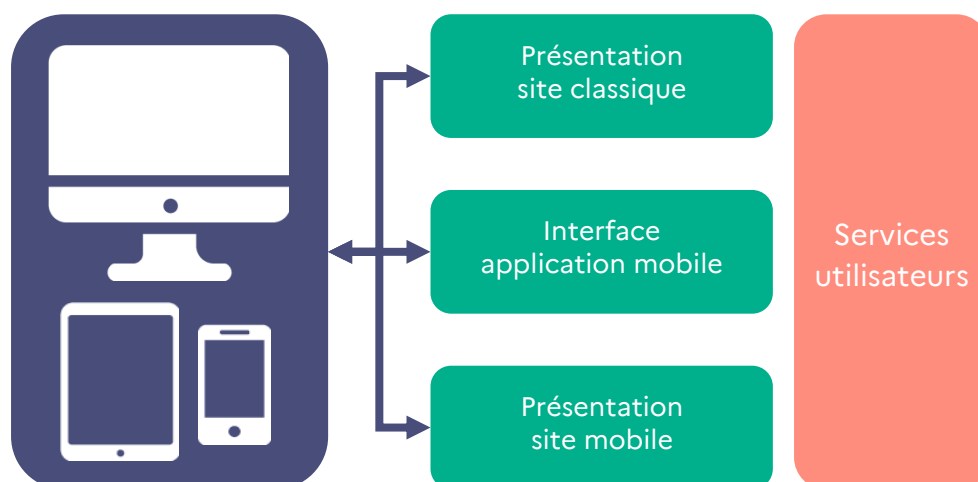 Présentation
site classique
Interface
application mobile
Présentation
site mobile
Services
utilisateurs